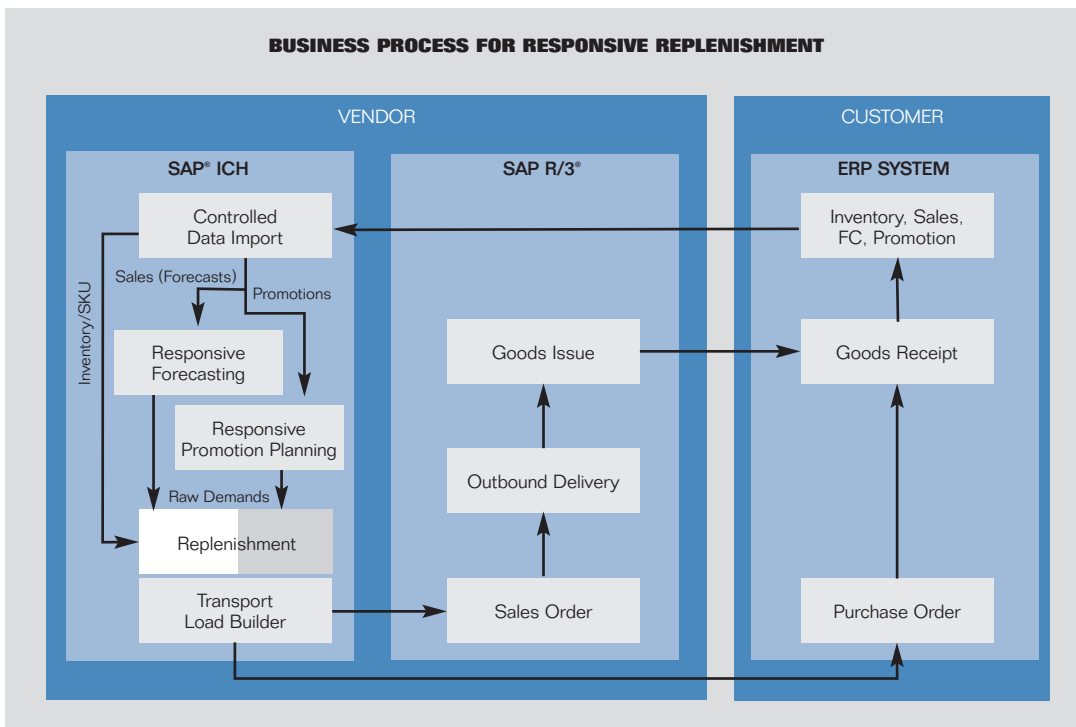 BUSINESS PROCESS FOR RESPONSIVE REPLENISHMENT
VENDOR
SAP® ICH
Controlled
Data Import
Sales (Forecasts)
Promotions
Inventory/SKU
Responsive
Forecasting
Responsive
Promotion Planning
Raw Demands
Replenishment
Transport
Load Builder
SAP R/3®
Goods Issue
Outbound Delivery
Sales Order
CUSTOMER
ERP SYSTEM
Inventory, Sales,
FC, Promotion
Goods Receipt
Purchase Order